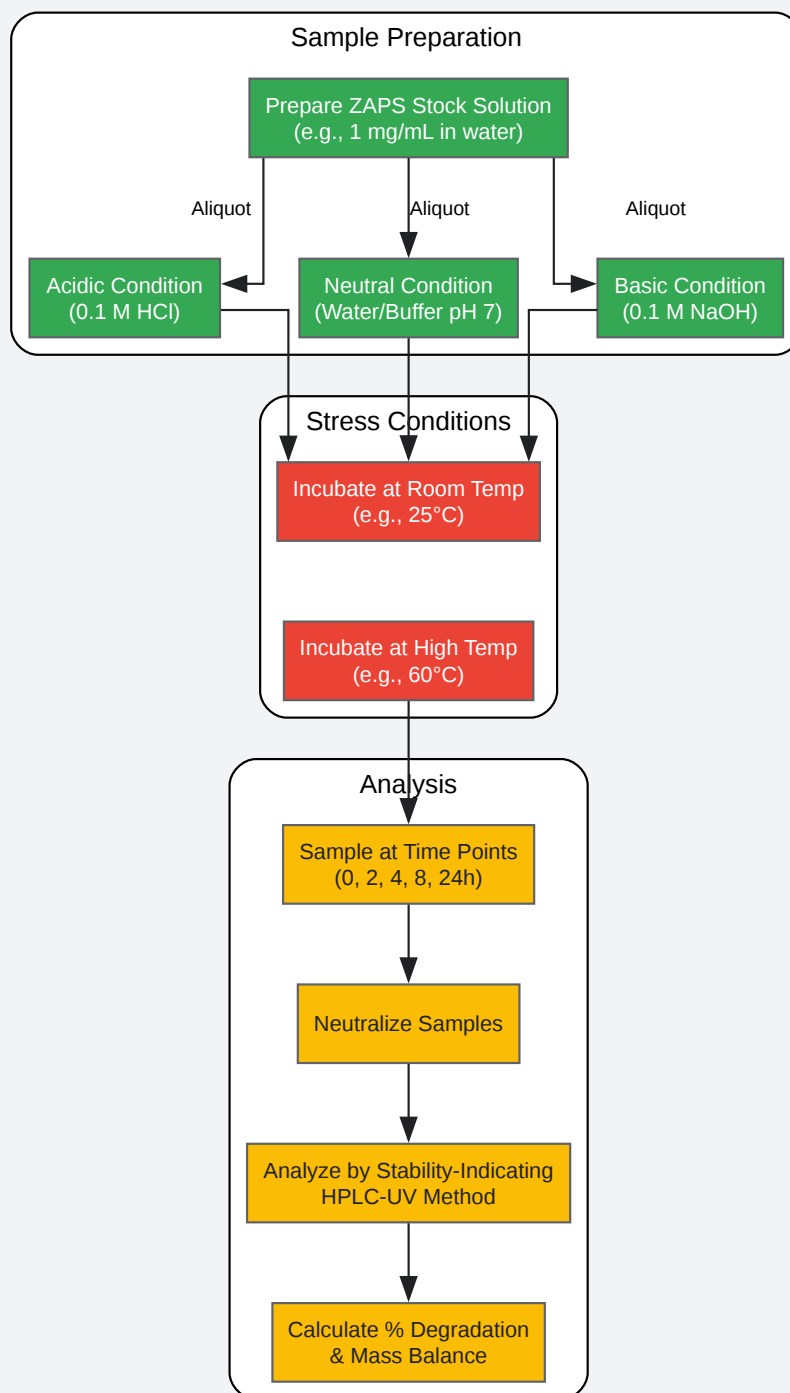 Sample Preparation
Prepare ZAPS Stock Solution
(e.g., 1 mg/mL in water)
Aliquot
Aliquot
Aliquot
Acidic Condition
(0.1 M HCl)
Neutral Condition
(Water/Buffer pH 7)
Basic Condition
(0.1 M NaOH)
Stress Conditions
Incubate at Room Temp
(e.g., 25°C)
Incubate at High Temp
(e.g., 60°C)
Analysis
Sample at Time Points
(0, 2, 4, 8, 24h)
Neutralize Samples
Analyze by Stability-Indicating
HPLC-UV Method
Calculate % Degradation
& Mass Balance